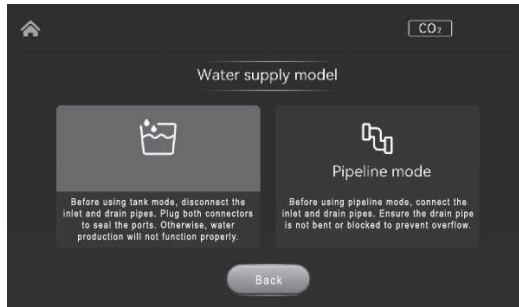 CO₂
Water supply model
Pipeline mode
Before using tank mode, disconnect the
inlet and drain pipes. Plug both connectors
to seal the ports. Otherwise, water
production will not function properly.
Before using pipeline mode, connect the
inlet and drain pipes. Ensure the drain pipe
is not bent or blocked to prevent overflow.
Back